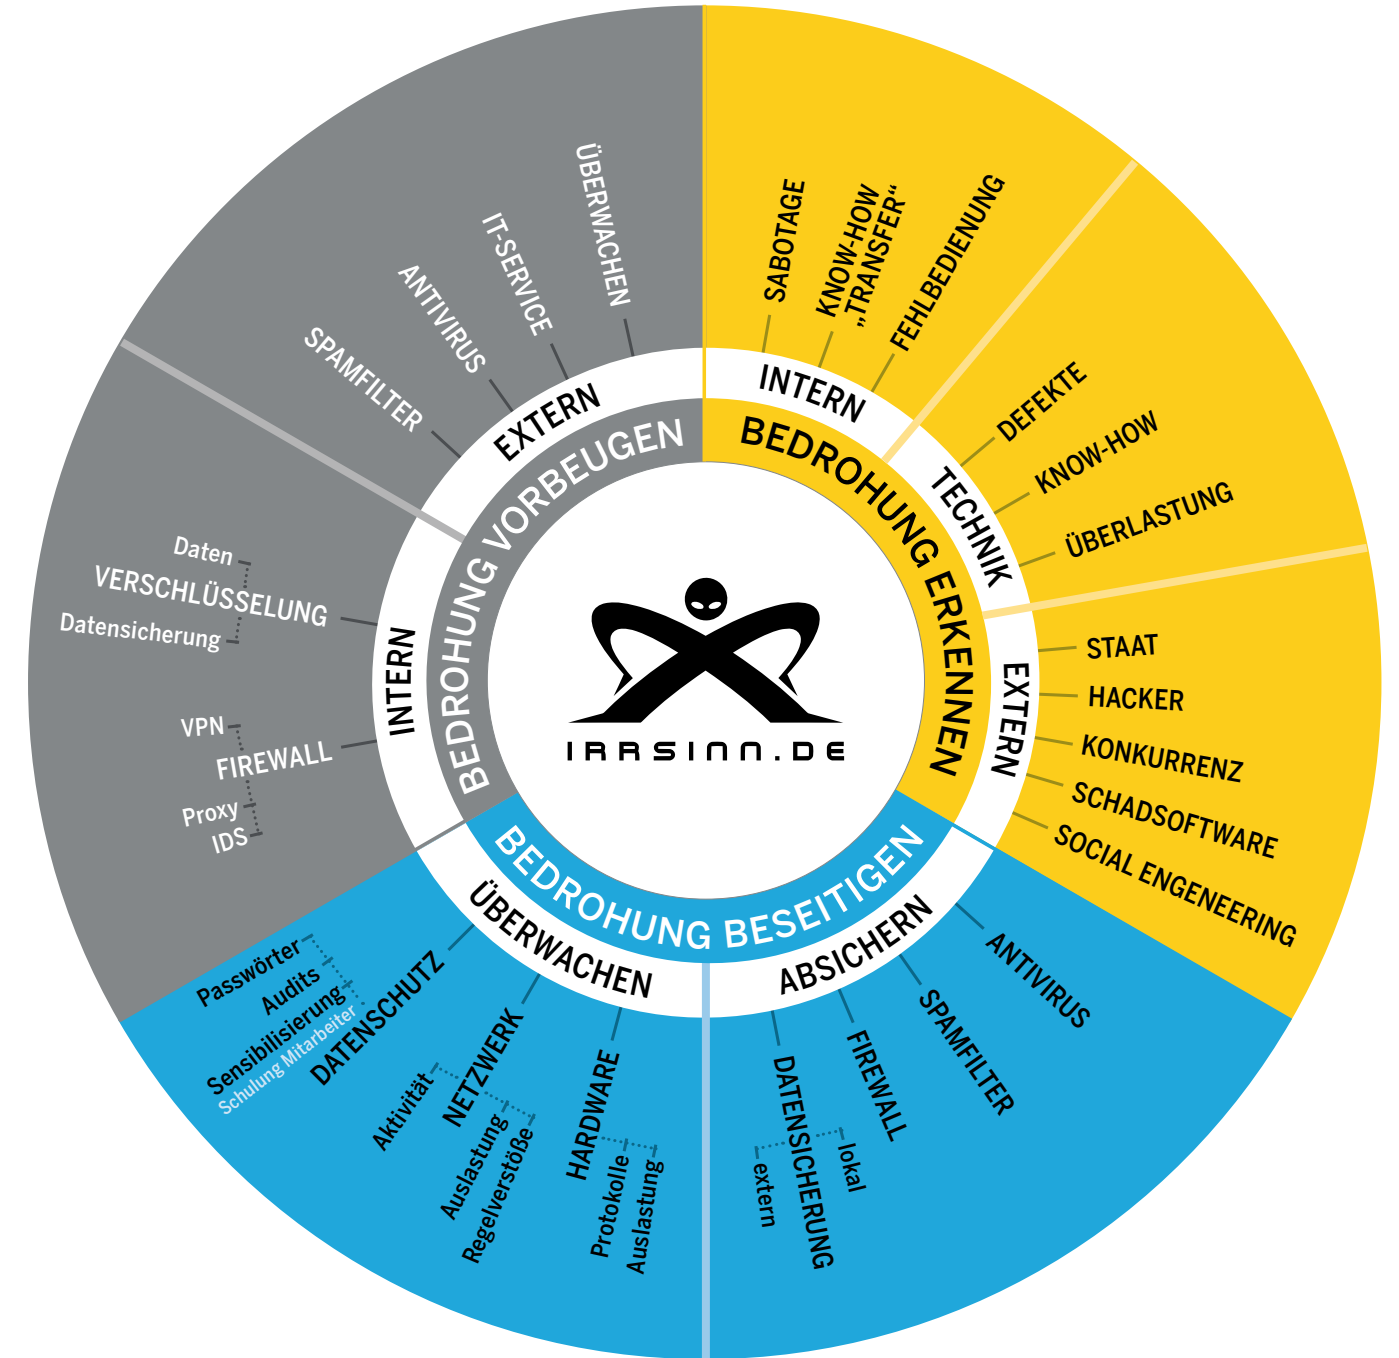 BEDROHUNG ERKENNEN
INTERN
SABOTAGE
KNOW-HOW
„TRANSFER“
FEHLBEDIENUNG
TECHNIK
DEFEKTE
KNOW-HOW
ÜBERLASTUNG
EXTERN
STAAT
HACKER
KONKURRENZ
SCHADSOFTWARE
SOCIAL ENGENEERING
BEDROHUNG BESEITIGEN
ABSICHERN
ANTIVIRUS
SPAMFILTER
FIREWALL
DATENSICHERUNG
lokal
extern
ÜBERWACHEN
HARDWARE
Protokolle
Auslastung
NETZWERK
Aktivität
Auslastung
Regelverstöße
DATENSCHUTZ
Passwörter
Audits
Sensibilisierung
Schulung Mitarbeiter
BEDROHUNG VORBEUGEN
INTERN
FIREWALL
VPN
Proxy
IDS
VERSCHLÜSSELUNG
Daten
Datensicherung
EXTERN
SPAMFILTER
ANTIVIRUS
IT-SERVICE
ÜBERWACHEN
IRRSINN.DE